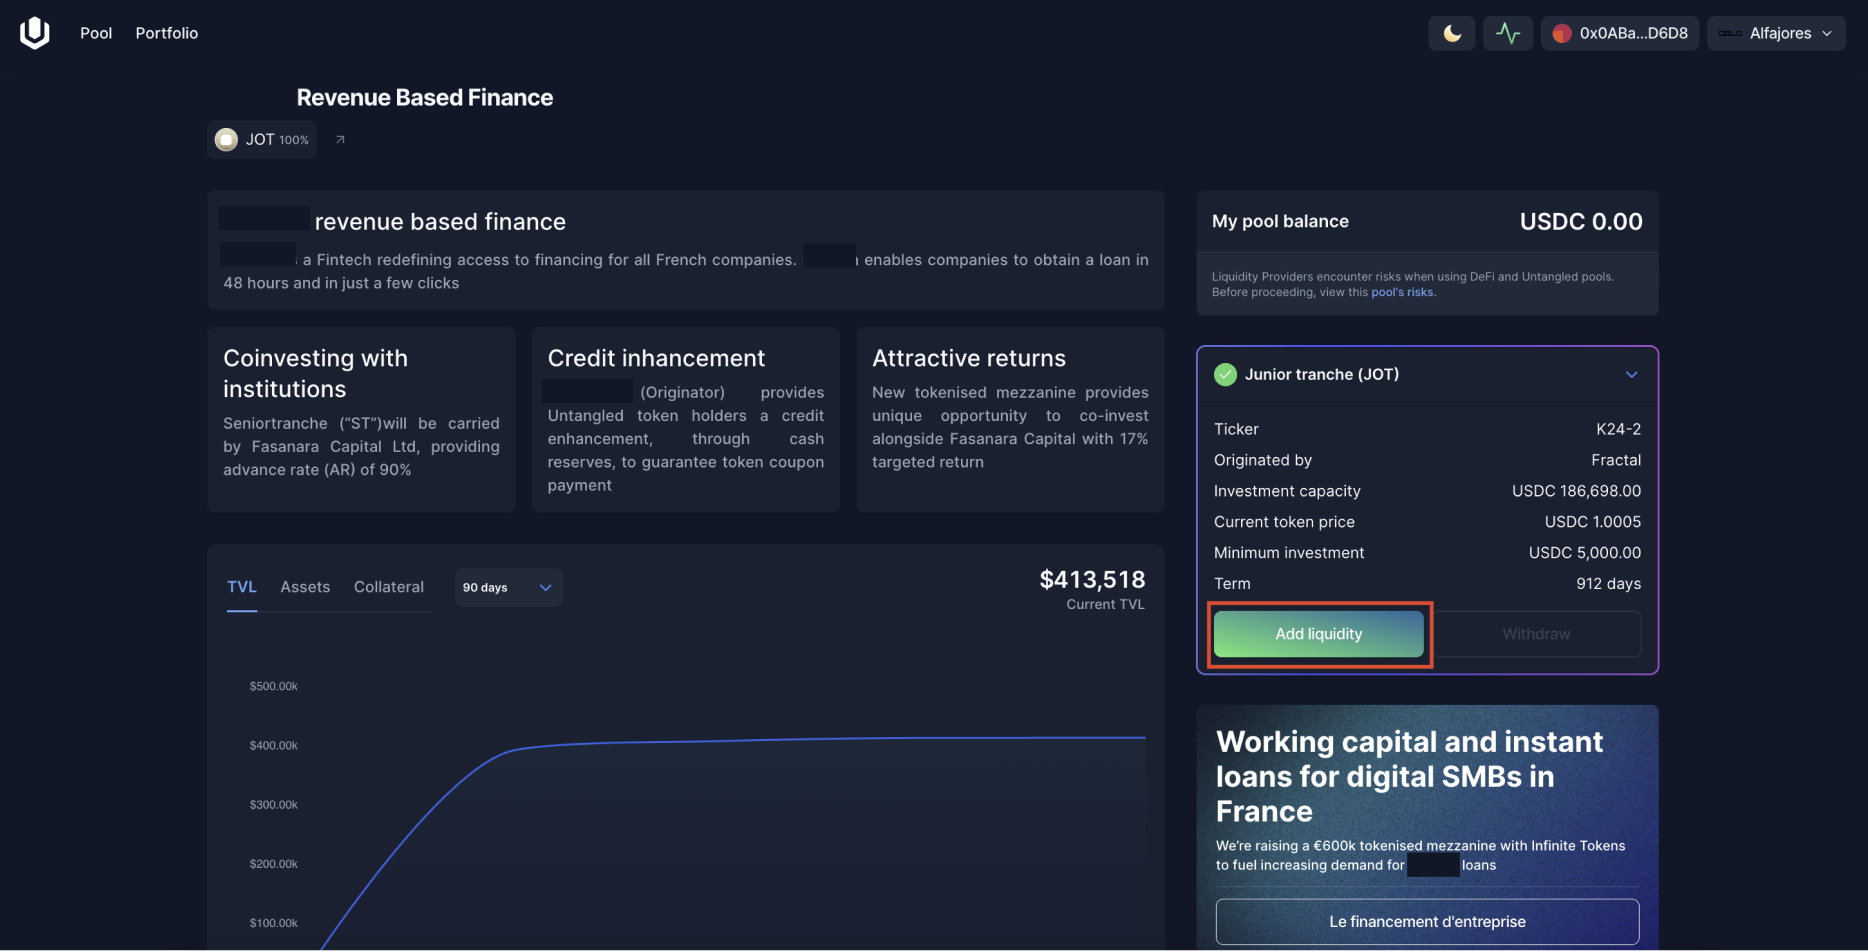 Pool
Portfolio
0x0ABa...D6D8
Alfajores
Revenue Based Finance
JOT 100%
revenue based finance
a Fintech redefining access to financing for all French companies. enables companies to obtain a loan in
48 hours and in just a few clicks
Coinvesting with
institutions
Seniortranche (“ST”)will be carried
by Fasanara Capital Ltd, providing
advance rate (AR) of 90%
Credit inhancement
(Originator) provides
Untangled token holders a credit
enhancement, through cash
reserves, to guarantee token coupon
payment
Attractive returns
New tokenised mezzanine provides
unique opportunity to co-invest
alongside Fasanara Capital with 17%
targeted return
TVL
Assets
Collateral
90 days
$413,518
Current TVL
$500.00k
$400.00k
$300.00k
$200.00k
$100.00k
My pool balance
USDC 0.00
Liquidity Providers encounter risks when using DeFi and Untangled pools.
Before proceeding, view this pool's risks.
Junior tranche (JOT)
Ticker K24-2
Originated by Fractal
Investment capacity USDC 186,698.00
Current token price USDC 1.0005
Minimum investment USDC 5,000.00
Term 912 days
Add liquidity
Withdraw
Working capital and instant
loans for digital SMBs in
France
We’re raising a €600k tokenised mezzanine with Infinite Tokens
to fuel increasing demand for loans
Le financement d'entreprise